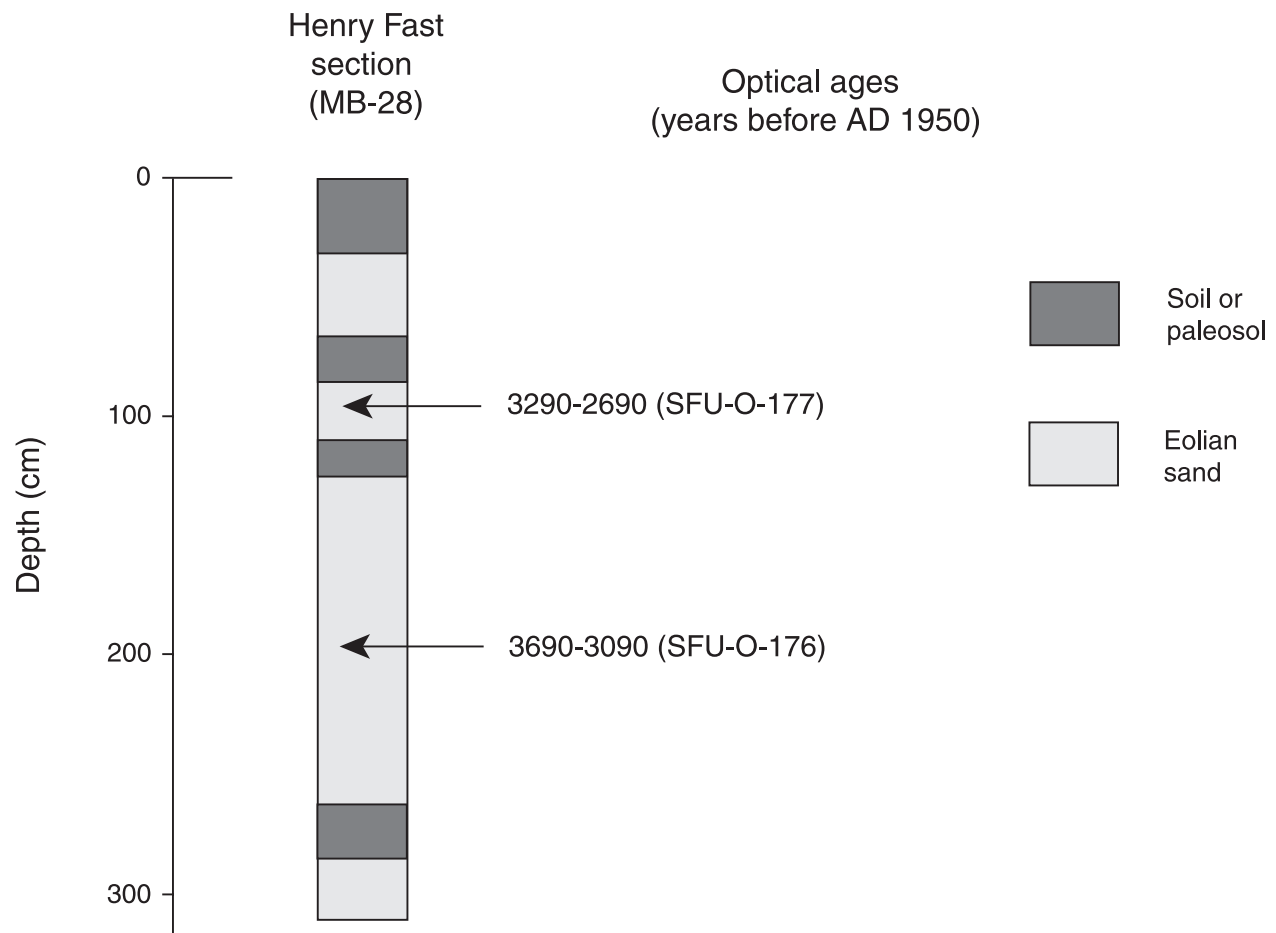 Henry Fast
section
(MB-28)
Optical ages
(years before AD 1950)
0
100
200
300
Depth (cm)
3290-2690 (SFU-O-177)
3690-3090 (SFU-O-176)
Soil or
paleosol
Eolian
sand